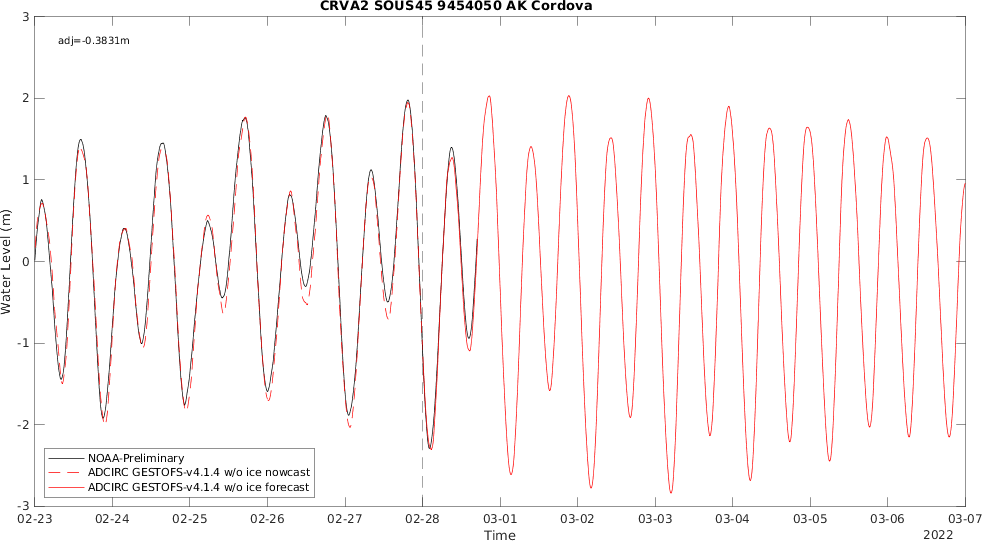 CRVA2 SOUS45 9454050 AK Cordova
adj=-0.3831m
3
2
1
0
-1
-2
-3
Water Level (m)
NOAA-Preliminary
ADCIRC GESTOFS-v4.1.4 w/o ice nowcast
ADCIRC GESTOFS-v4.1.4 w/o ice forecast
02-23 02-24 02-25 02-26 02-27 02-28 03-01 03-02 03-03 03-04 03-05 03-06 03-07
Time
2022